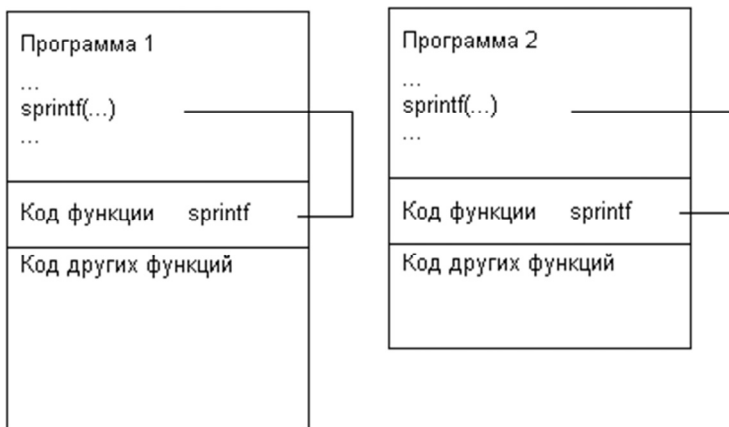 Программа 1
...
sprintf(...)
...
Код функции sprintf
Код других функций
Программа 2
...
sprintf(...)
...
Код функции sprintf
Код других функций